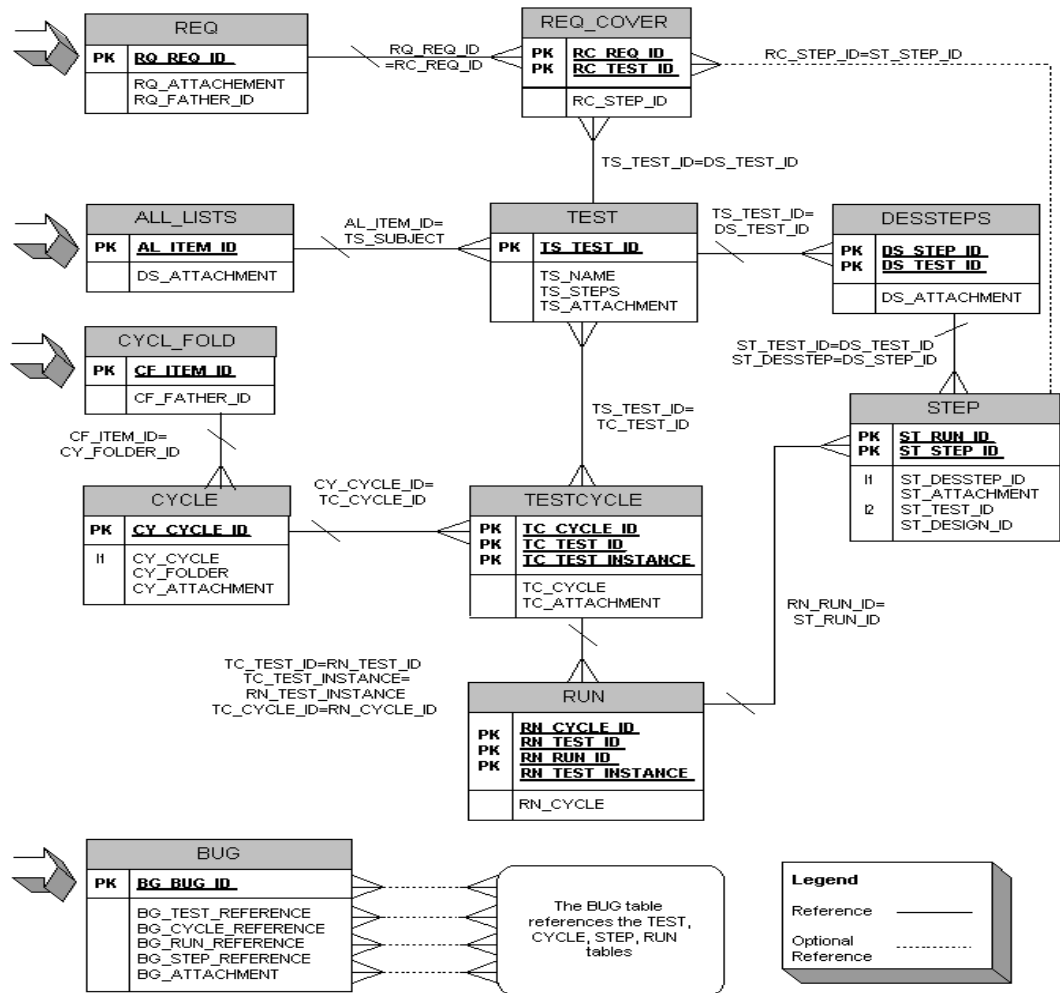 REQ
PK RQ_REQ_ID
RQ_ATTACHEMENT
RQ_FATHER_ID
RQ_REQ_ID
=RC_REQ_ID
REQ_COVER
PK RC_REQ_ID
PK RC_TEST_ID
RC_STEP_ID
RC_STEP_ID=ST_STEP_ID
TS_TEST_ID=DS_TEST_ID
ALL_LISTS
PK AL_ITEM_ID
DS_ATTACHMENT
AL_ITEM_ID=
TS_SUBJECT
TEST
PK TS_TEST_ID
TS_NAME
TS_STEPS
TS_ATTACHMENT
TS_TEST_ID=
DS_TEST_ID
DESSTEPS
PK DS_STEP_ID
PK DS_TEST_ID
DS_ATTACHMENT
CYCL_FOLD
PK CF_ITEM_ID
CF_FATHER_ID
ST_TEST_ID=DS_TEST_ID
ST_DESSTEP=DS_STEP_ID
CF_ITEM_ID=
CY_FOLDER_ID
TS_TEST_ID=
TC_TEST_ID
STEP
PK ST_RUN_ID
PK ST_STEP_ID
I1 ST_DESSTEP_ID
ST_ATTACHMENT
I2 ST_TEST_ID
ST_DESIGN_ID
CYCLE
PK CY_CYCLE_ID
I1 CY_CYCLE
CY_FOLDER
CY_ATTACHMENT
CY_CYCLE_ID=
TC_CYCLE_ID
TESTCYCLE
PK TC_CYCLE_ID
PK TC_TEST_ID
PK TC_TEST_INSTANCE
TC_CYCLE
TC_ATTACHMENT
RN_RUN_ID=
ST_RUN_ID
TC_TEST_ID=RN_TEST_ID
TC_TEST_INSTANCE=
RN_TEST_INSTANCE
TC_CYCLE_ID=RN_CYCLE_ID
RUN
PK RN_CYCLE_ID
PK RN_TEST_ID
PK RN_RUN_ID
RN_TEST_INSTANCE
RN_CYCLE
BUG
PK BG_BUG_ID
BG_TEST_REFERENCE
BG_CYCLE_REFERENCE
BG_RUN_REFERENCE
BG_STEP_REFERENCE
BG_ATTACHMENT
The BUG table
references the TEST,
CYCLE, STEP, RUN
tables
Legend
Reference
Optional
Reference